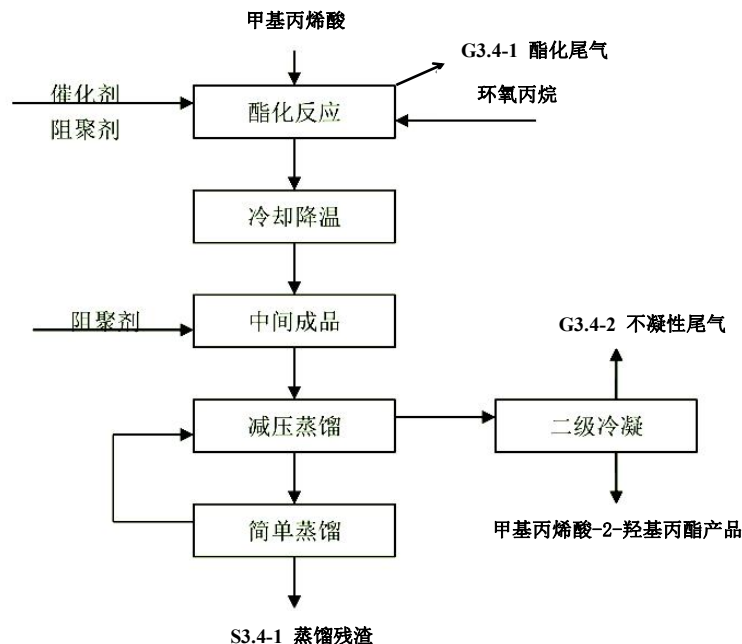 甲基丙烯酸
G3.4-1 酯化尾气
催化剂
环氧丙烷
酯化反应
阻聚剂
冷却降温
阻聚剂
中间成品
G3.4-2 不凝性尾气
减压蒸馏
二级冷凝
简单蒸馏
甲基丙烯酸-2-羟基丙酯产品
S3.4-1 蒸馏残渣